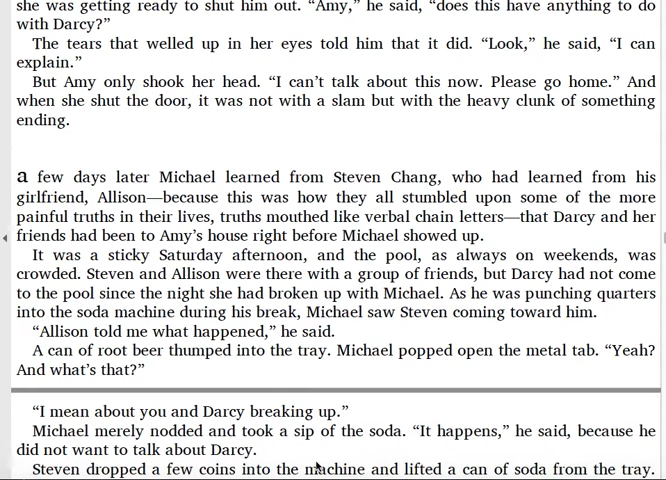 she was getting ready to shut him out. “Amy,” he said, “does this have anything to do
with Darcy?”
The tears that welled up in her eyes told him that it did. “Look,” he said, “I can
explain.”
But Amy only shook her head. “I can’t talk about this now. Please go home.” And
when she shut the door, it was not with a slam but with the heavy clunk of something
ending.
a few days later Michael learned from Steven Chang, who had learned from his
girlfriend, Allison—because this was how they all stumbled upon some of the more
painful truths in their lives, truths mouthed like verbal chain letters—that Darcy and her
friends had been to Amy’s house right before Michael showed up.
It was a sticky Saturday afternoon, and the pool, as always on weekends, was
crowded. Steven and Allison were there with a group of friends, but Darcy had not come
to the pool since the night she had broken up with Michael. As he was punching quarters
into the soda machine during his break, Michael saw Steven coming toward him.
“Allison told me what happened,” he said.
A can of root beer thumped into the tray. Michael popped open the metal tab. “Yeah?
And what’s that?”
“I mean about you and Darcy breaking up.”
Michael merely nodded and took a sip of the soda. “It happens,” he said, because he
did not want to talk about Darcy.
Steven dropped a few coins into the machine and lifted a can of soda from the tray.